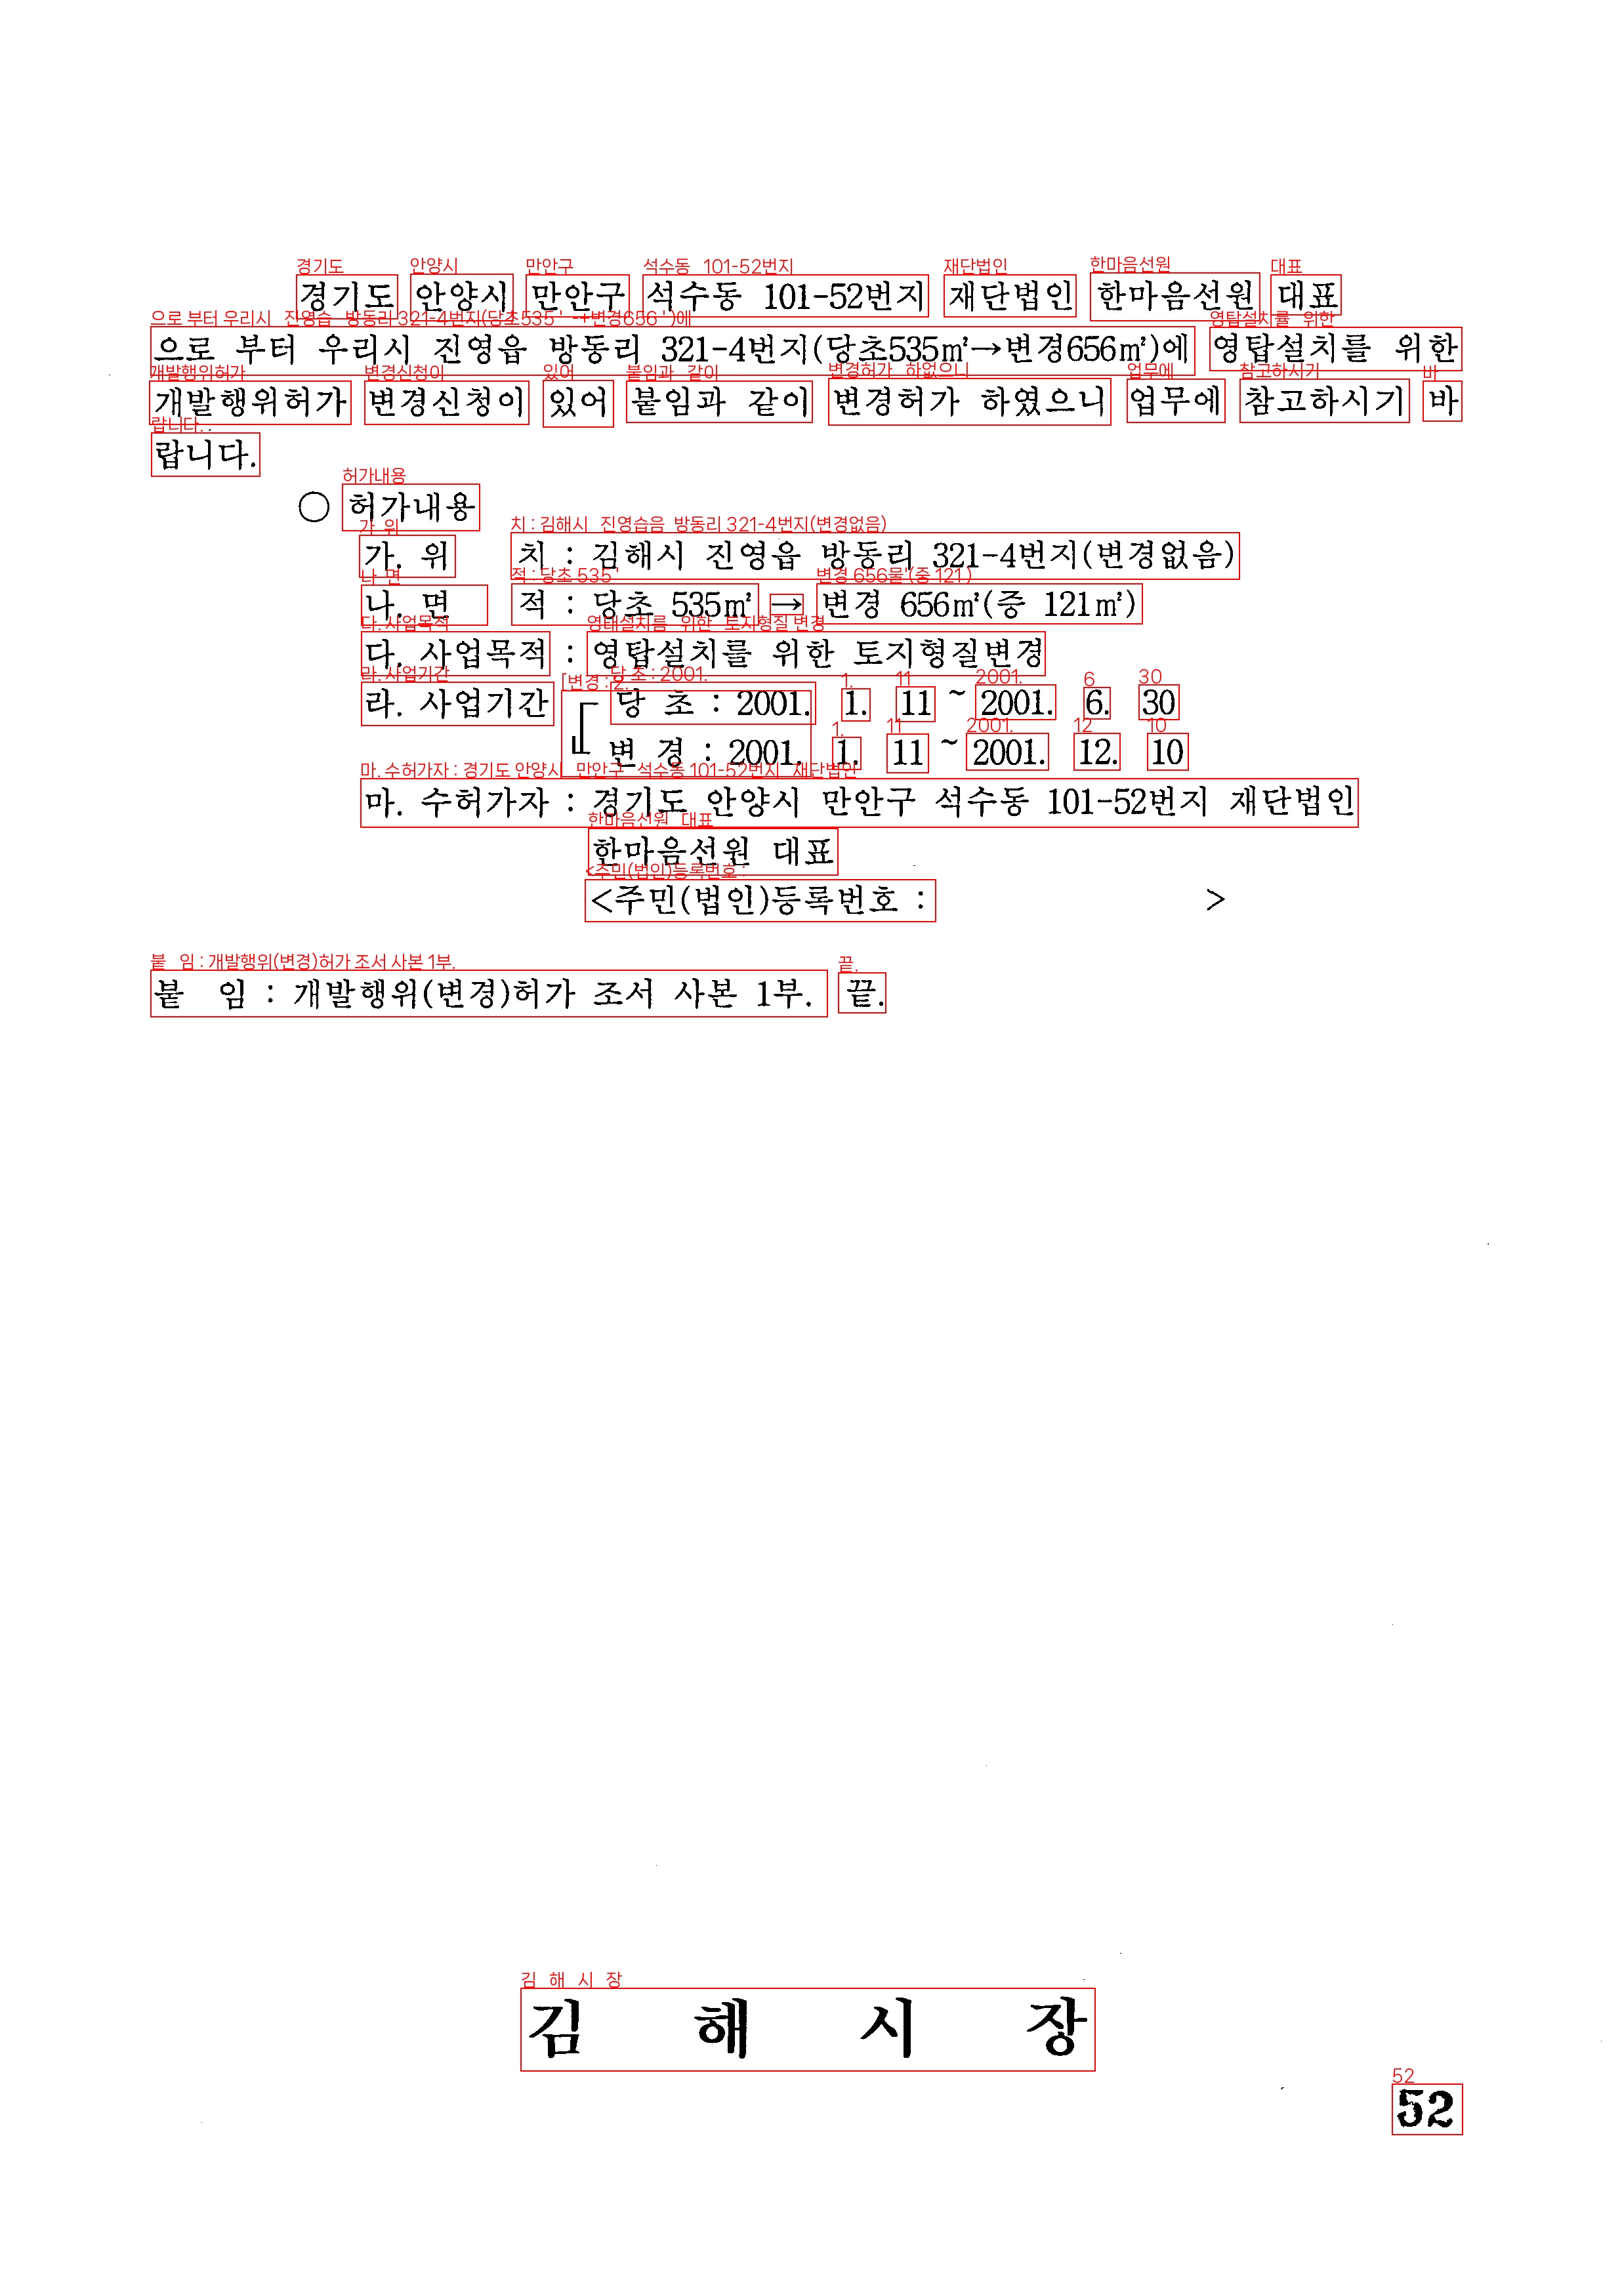 경기도 안양시 만안구 석수동 101-52번지 재단법인 한마음선원 대표
으로 부터 우리시 진영읍 방동리 321-4번지(당초535㎡→변경656㎡)에 영탑설치를 위한
개발행위허가 변경신청이 있어 붙임과 같이 변경허가 하였으니 업무에 참고하시기 바
랍니다.
○ 허가내용
가. 위 치 : 김해시 진영읍 방동리 321-4번지(변경없음)
나. 면 적 : 당초 535㎡ → 변경 656㎡(증 121㎡)
다. 사업목적 : 영탑설치를 위한 토지형질변경
라. 사업기간 당 초 : 2001. 1. 11 ~ 2001. 6. 30
변 경 : 2001. 1. 11 ~ 2001. 12. 10
마. 수허가자 : 경기도 안양시 만안구 석수동 101-52번지 재단법인
한마음선원 대표
<주민(법인)등록번호 : >
붙 임 : 개발행위(변경)허가 조서 사본 1부. 끝.
김 해 시 장
52